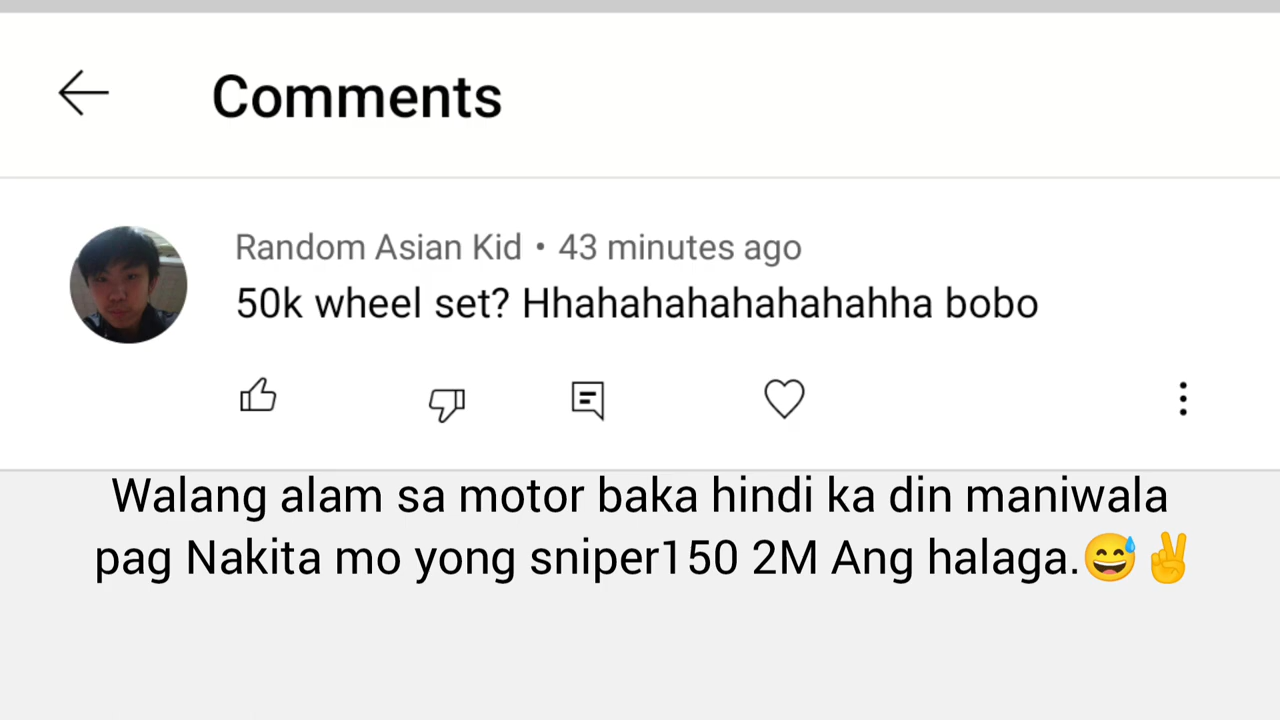 Comments
Random Asian Kid • 43 minutes ago
50k wheel set? Hhahahahahahahahha bobo
Walang alam sa motor baka hindi ka din maniwala
pag Nakita mo yong sniper150 2M Ang halaga.😅✌️